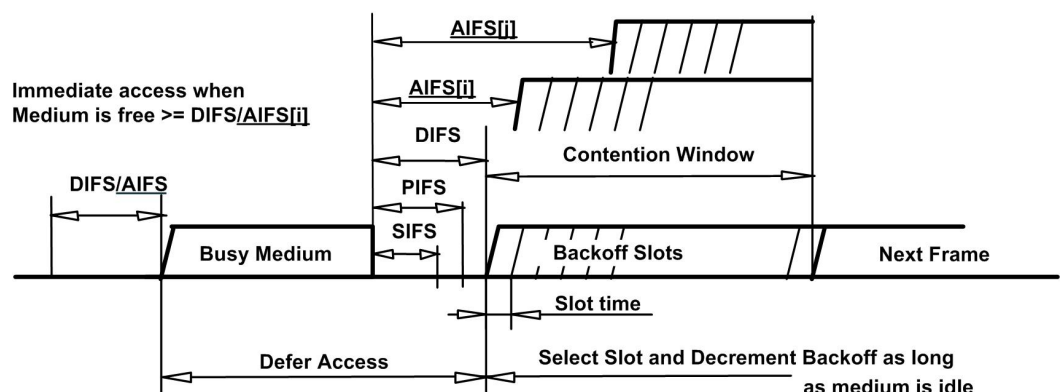 AIFS[j]
Immediate access when
AIFS[i]
Medium is free >= DIFS/AIFS[i]
DIFS
Contention Window
DIFS/AIFS
PIFS
SIFS
Busy Medium
Backoff Slots
Next Frame
Slot time
Defer Access
Select Slot and Decrement Backoff as long
as medium is idle